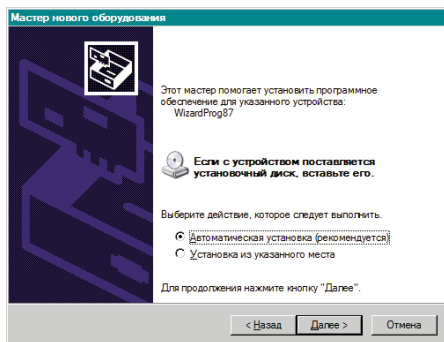 Мастер нового оборудования
Этот мастер помогает установить программное
обеспечение для указанного устройства:
WizardProg87
Если с устройством поставляется
установочный диск, вставьте его.
Выберите действие, которое следует выполнить.
Автоматическая установка (рекомендуется)
Установка из указанного места
Для продолжения нажмите кнопку "Далее".
< Назад Далее > Отмена